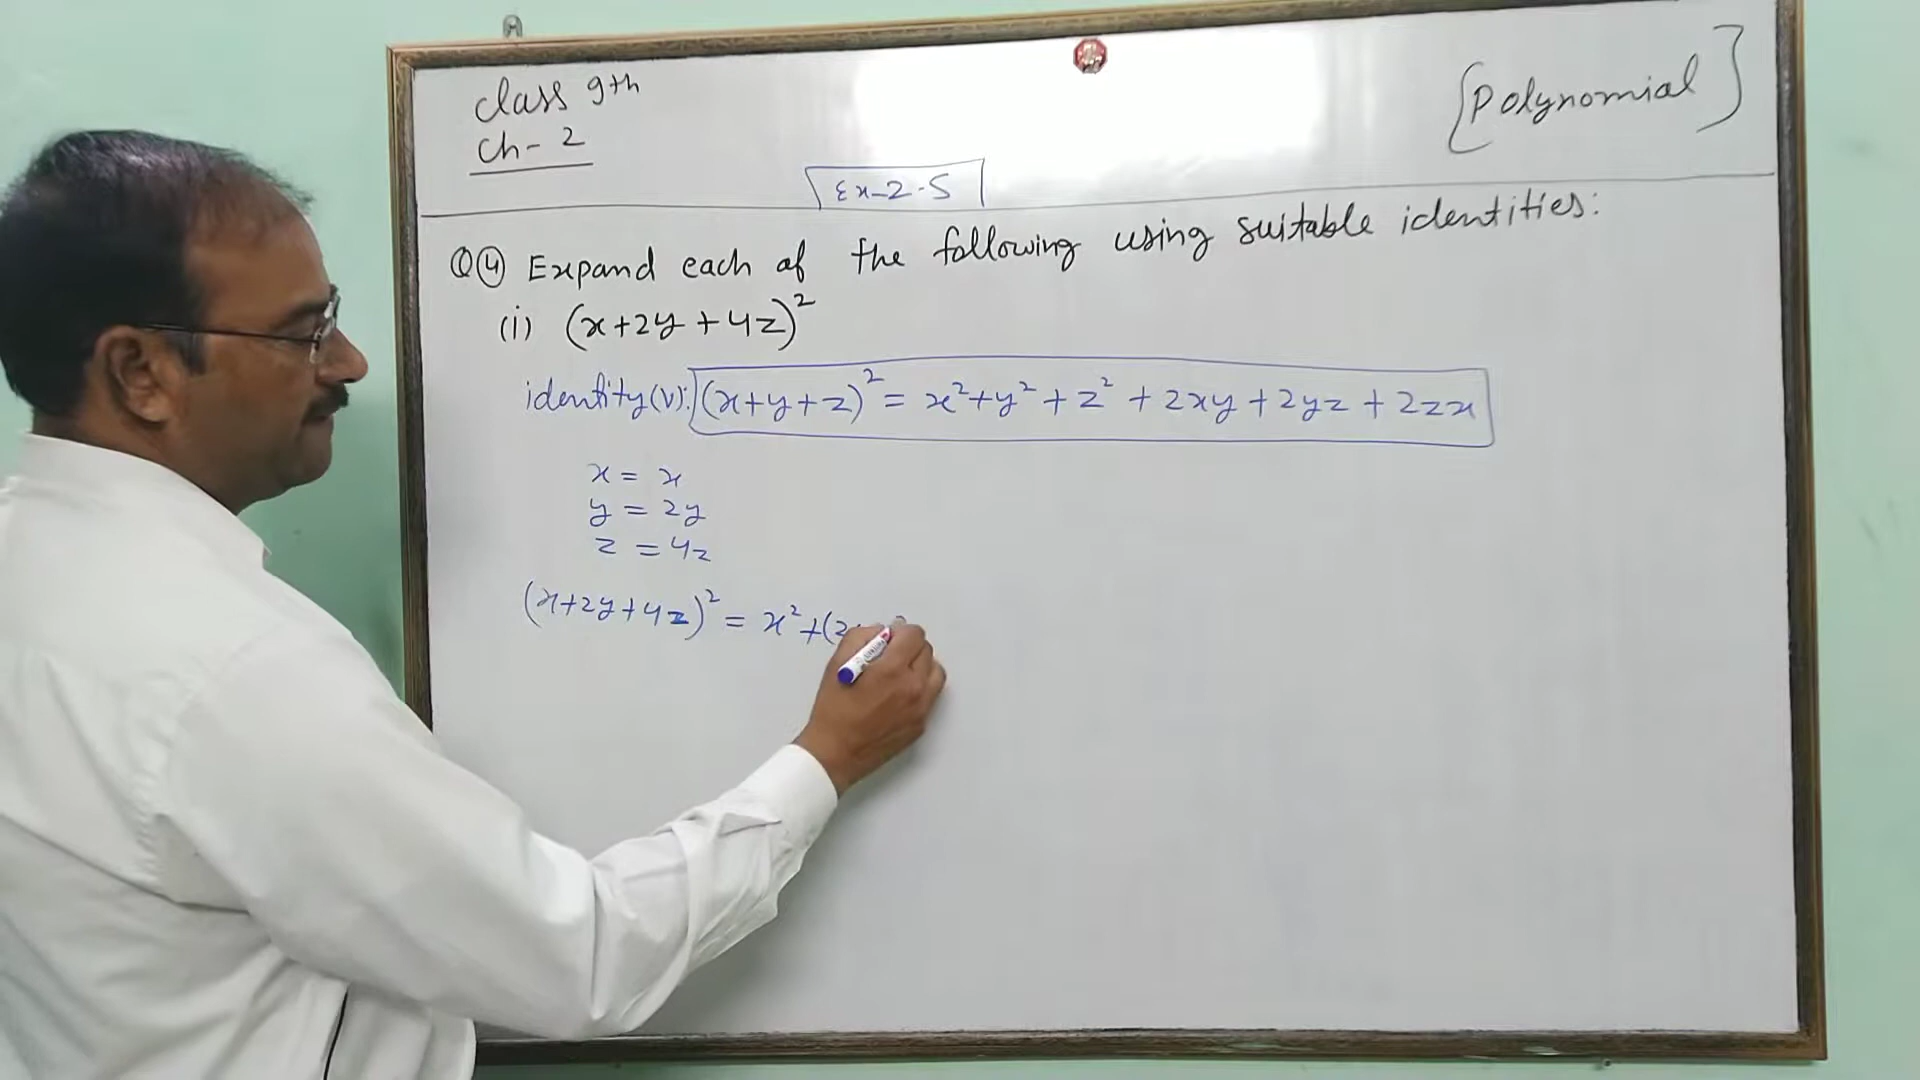 Class 9th
Ch-2
[Polynomial]
Ex-2.5
Q④ Expand each of the following using suitable identities:
(i) (x+2y+4z)²
identity(v): (x+y+z)² = x²+y²+z²+2xy+2yz+2zx
x = x
y = 2y
z = 4z
(x+2y+4z)² = x²+(2